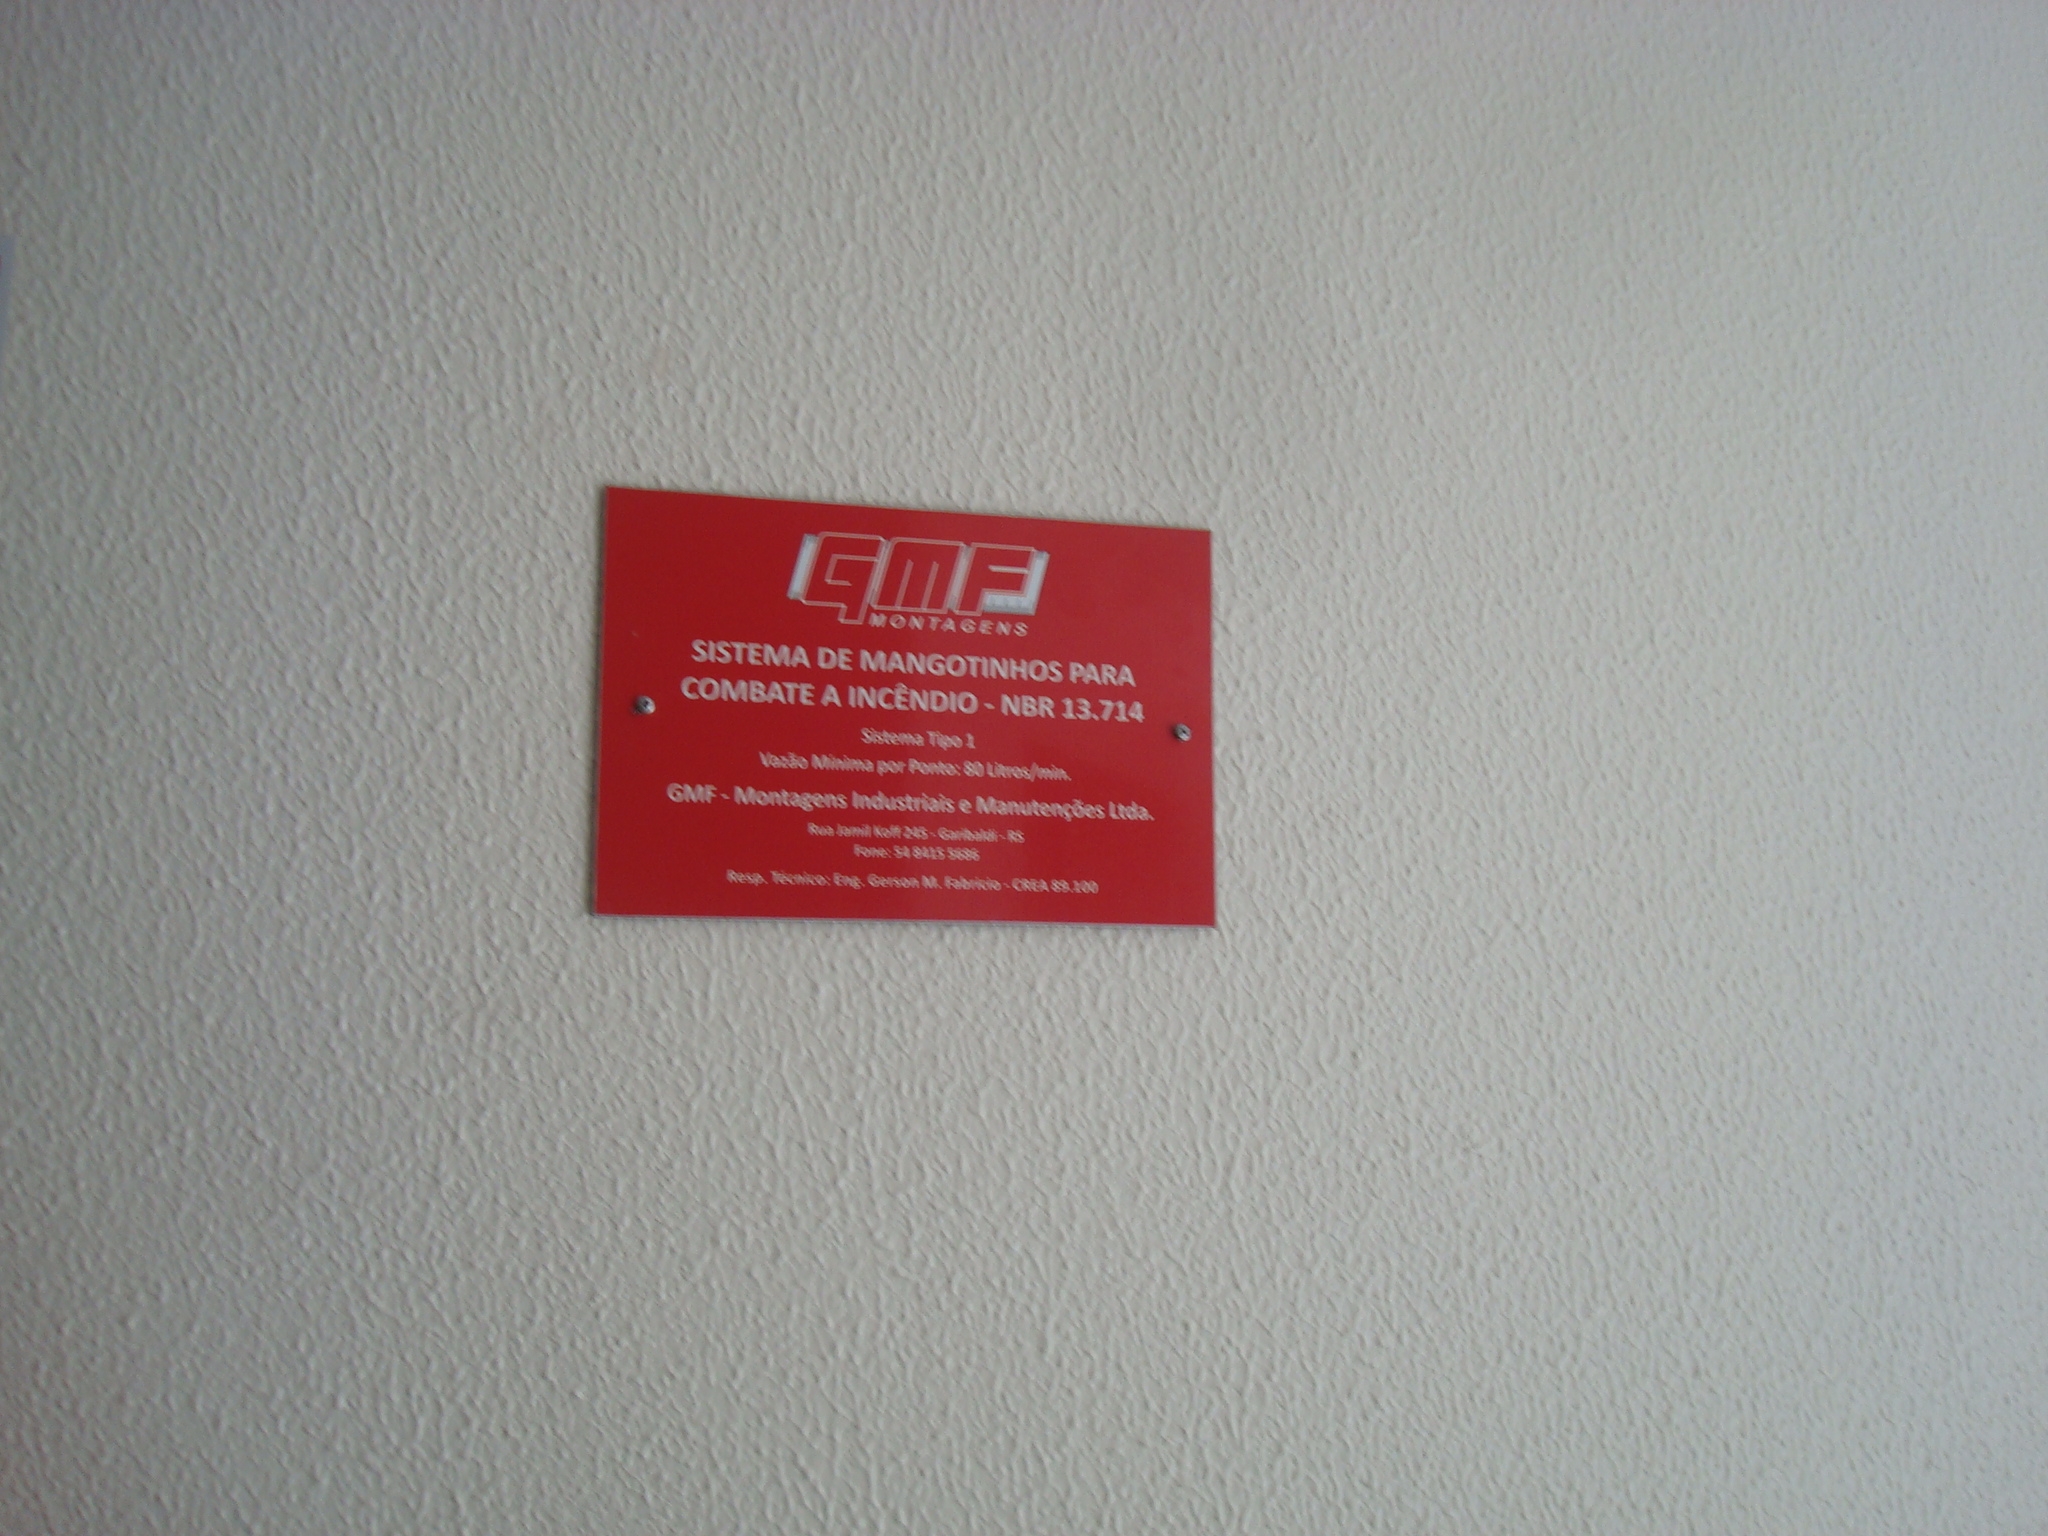 GMF
MONTAGENS
SISTEMA DE MANGOTINHOS PARA
COMBATE A INCÊNDIO - NBR 13.714
Sistema Tipo 1
Vazão Mínima por Ponto: 80 Litros/min.
GMF - Montagens Industriais e Manutenções Ltda.
Rua Jamil Koff 245 - Garibaldi - RS
Fone: 54 8413 5686
Resp. Técnico: Eng. Gerson M. Fabricio - CREA 89.100